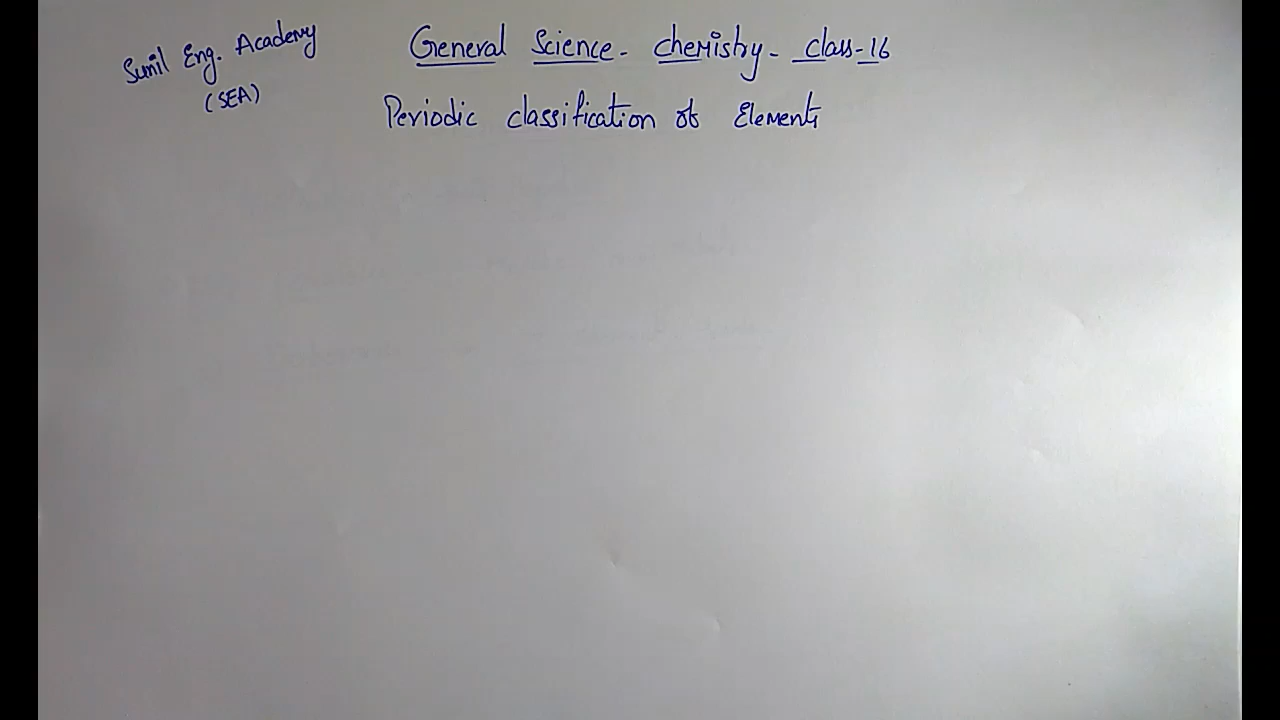 Sunil Eng. Academy
(SEA)
General Science - Chemistry - Class-16
Periodic classification of Elements